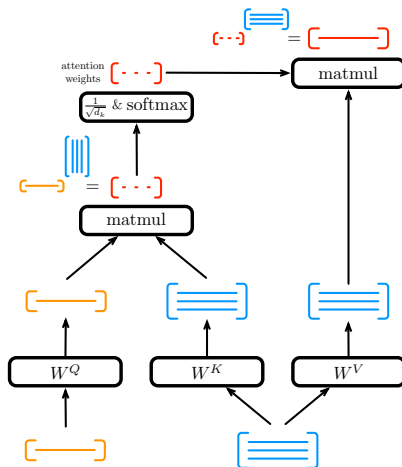 =
matmul
attention
weights
1/√d_k & softmax
=
matmul
W^Q
W^K
W^V